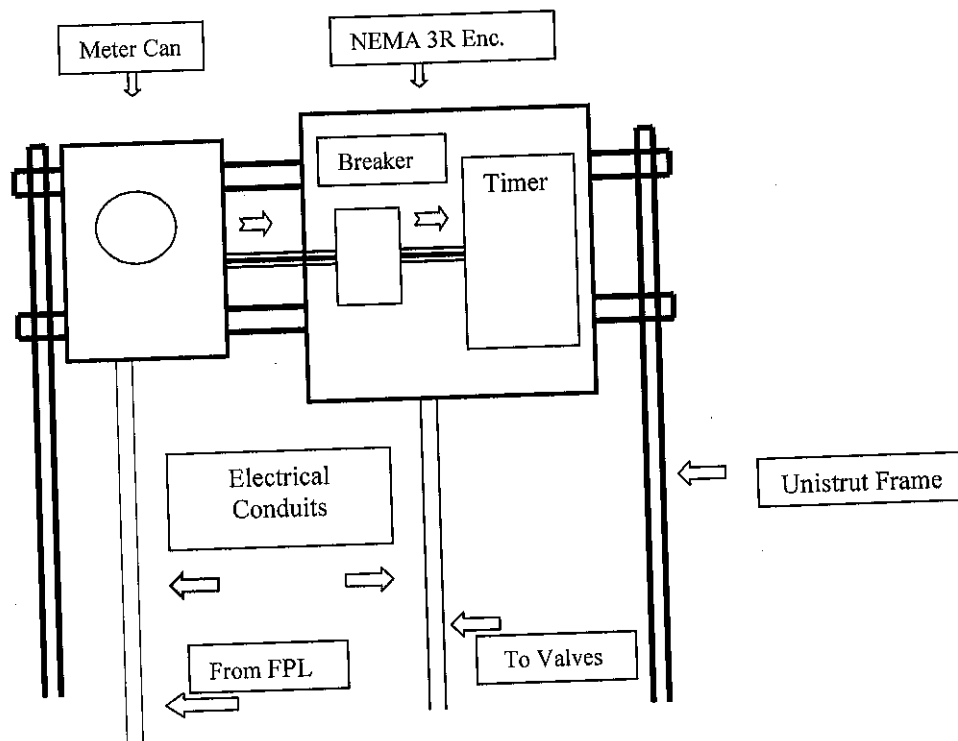 Meter Can
NEMA 3R Enc.
Breaker
Timer
Electrical
Conduits
Unistrut Frame
From FPL
To Valves